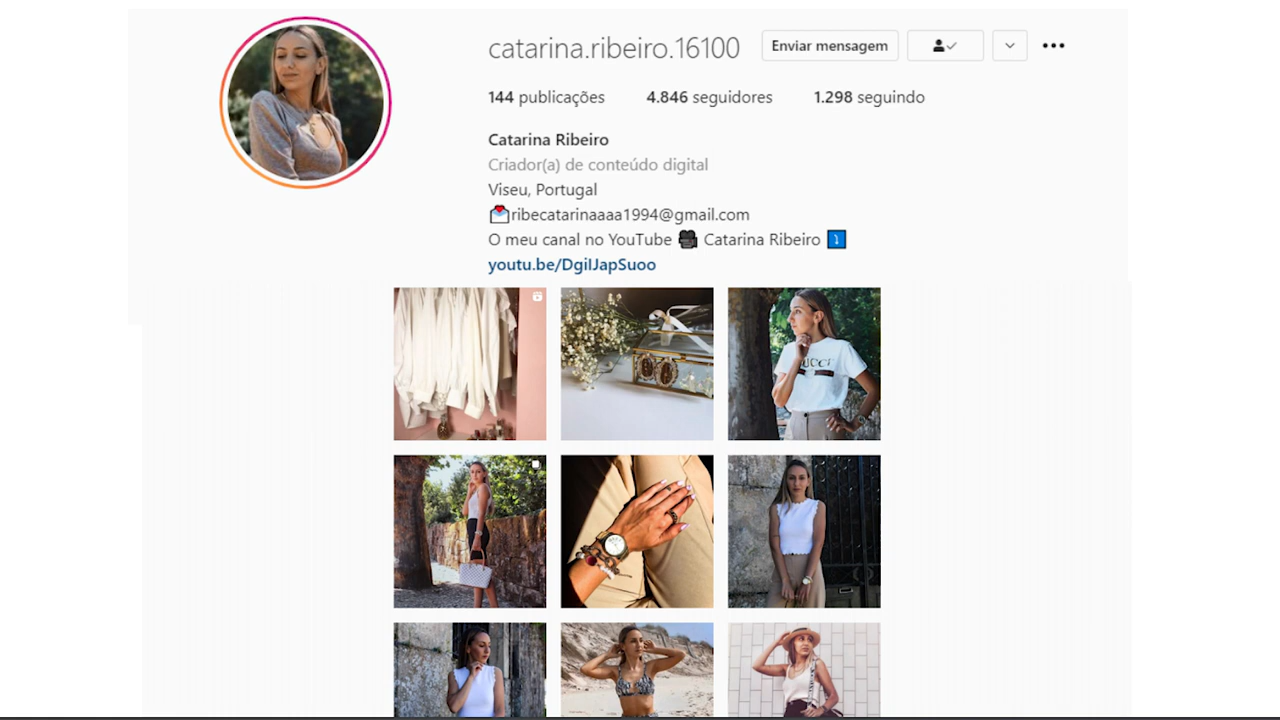 catarina.ribeiro.16100 Enviar mensagem
144 publicações 4.846 seguidores 1.298 seguindo
Catarina Ribeiro
Criador(a) de conteúdo digital
Viseu, Portugal
ribecatarinaaaa1994@gmail.com
O meu canal no YouTube Catarina Ribeiro
youtu.be/DgiIJapSuoo
GUCCI